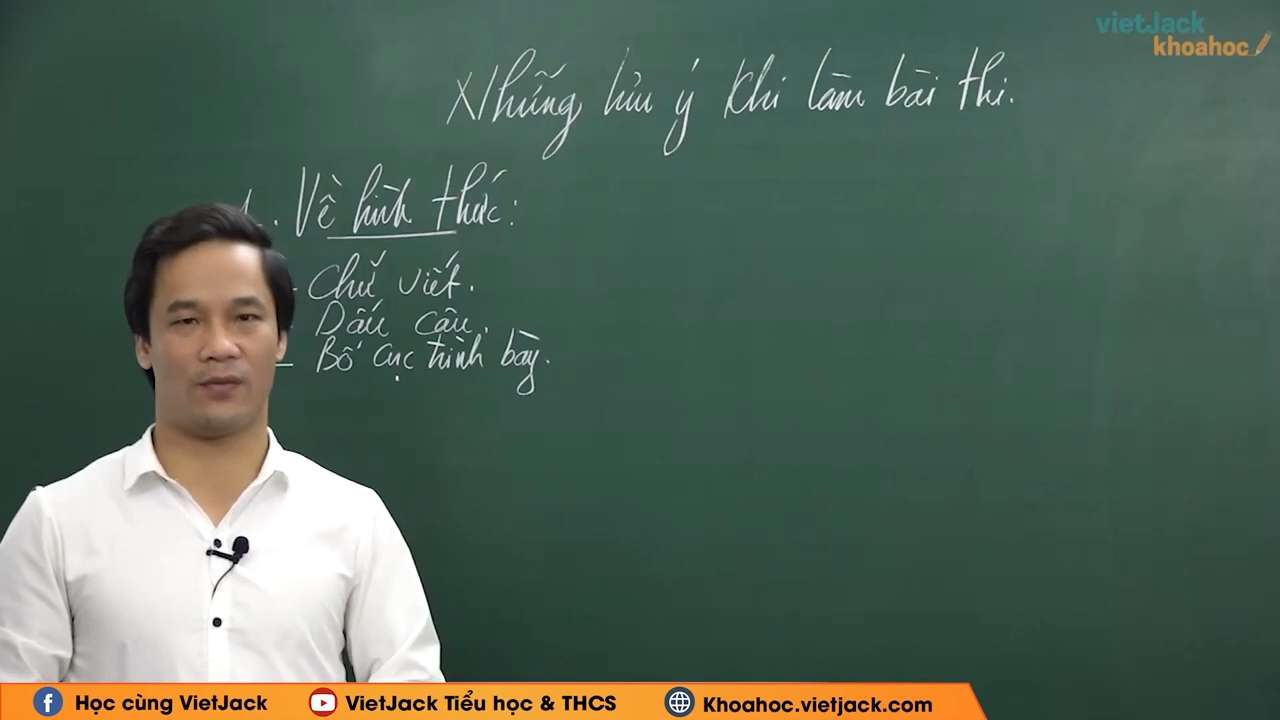 vietJack
khoahoc
Những lưu ý khi làm bài thi.
1. Về hình thức:
- Chữ viết.
- Dấu câu.
- Bố cục trình bày.
Học cùng VietJack
VietJack Tiểu học & THCS
Khoahoc.vietjack.com